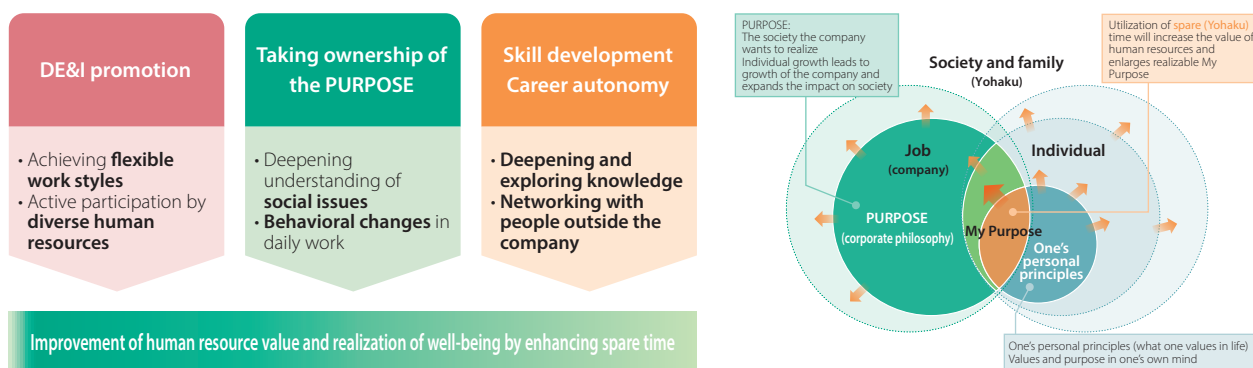 DE&I promotion
• Achieving flexible
work styles
• Active participation by
diverse human
resources
Taking ownership of
the PURPOSE
• Deepening
understanding of
social issues
• Behavioral changes in
daily work
Skill development
Career autonomy
• Deepening and
exploring knowledge
• Networking with
people outside the
company
Improvement of human resource value and realization of well-being by enhancing spare time
PURPOSE:
The society the company
wants to realize
Individual growth leads to
growth of the company and
expands the impact on society
Society and family
(Yohaku)
Utilization of spare (Yohaku)
time will increase the value of
human resources and
enlarges realizable My
Purpose
Job
(company)
Individual
PURPOSE
(corporate philosophy)
My Purpose
One's
personal
principles
One's personal principles (what one values in life)
Values and purpose in one's own mind